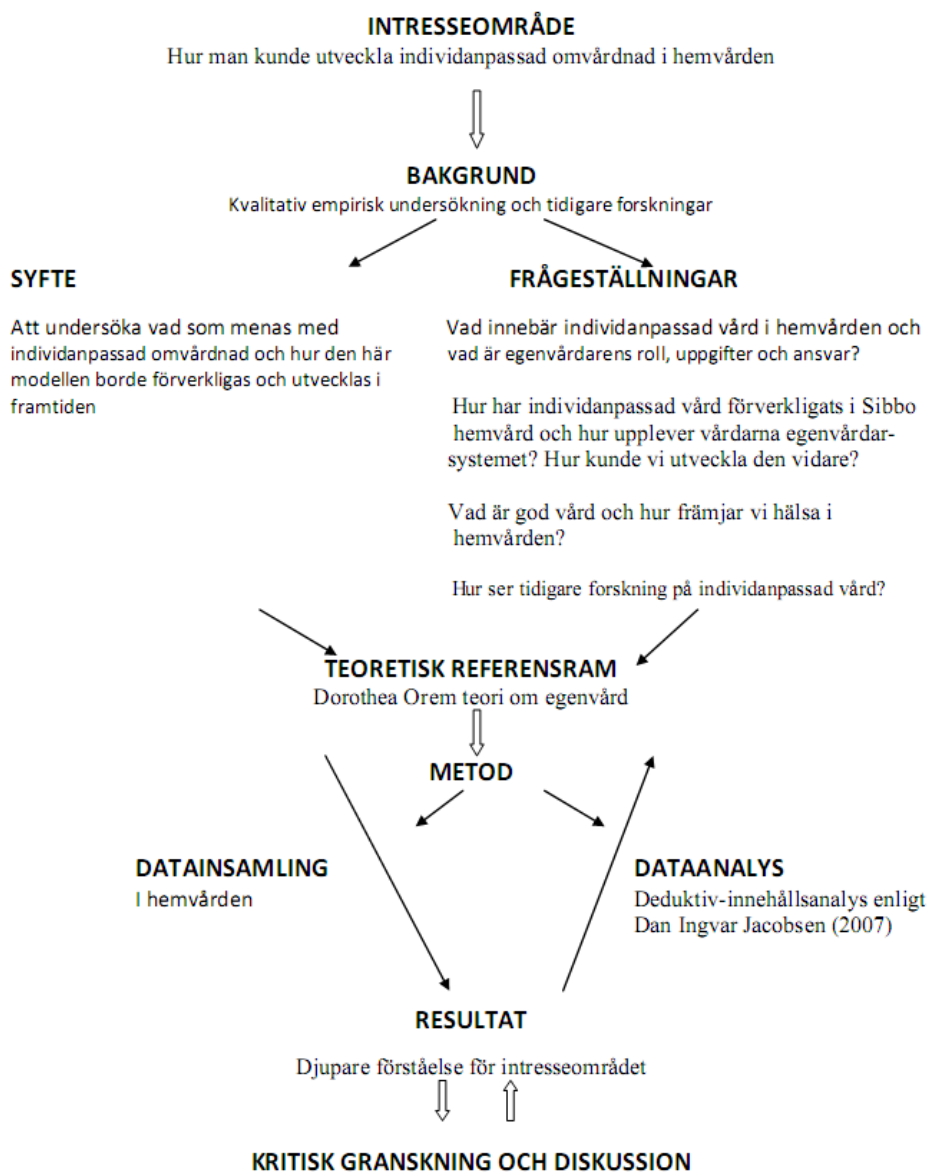 INTRESSEOMRÅDE
Hur man kunde utveckla individanpassad omvårdnad i hemvården
BAKGRUND
Kvalitativ empirisk undersökning och tidigare forskningar
SYFTE
Att undersöka vad som menas med
individanpassad omvårdnad och hur den här
modellen borde förverkligas och utvecklas i
framtiden
FRÅGESTÄLLNINGAR
Vad innebär individanpassad vård i hemvården och
vad är egenvårdarens roll, uppgifter och ansvar?
Hur har individanpassad vård förverkligats i Sibbo
hemvård och hur upplever vårdarna egenvårdar-
systemet? Hur kunde vi utveckla den vidare?
Vad är god vård och hur främjar vi hälsa i
hemvården?
Hur ser tidigare forskning på individanpassad vård?
TEORETISK REFERENSRAM
Dorothea Orem teori om egenvård
METOD
DATAINSAMLING
I hemvården
DATAANALYS
Deduktiv-innehållsanalys enligt
Dan Ingvar Jacobsen (2007)
RESULTAT
Djupare förståelse för intresseområdet
KRITISK GRANSKNING OCH DISKUSSION